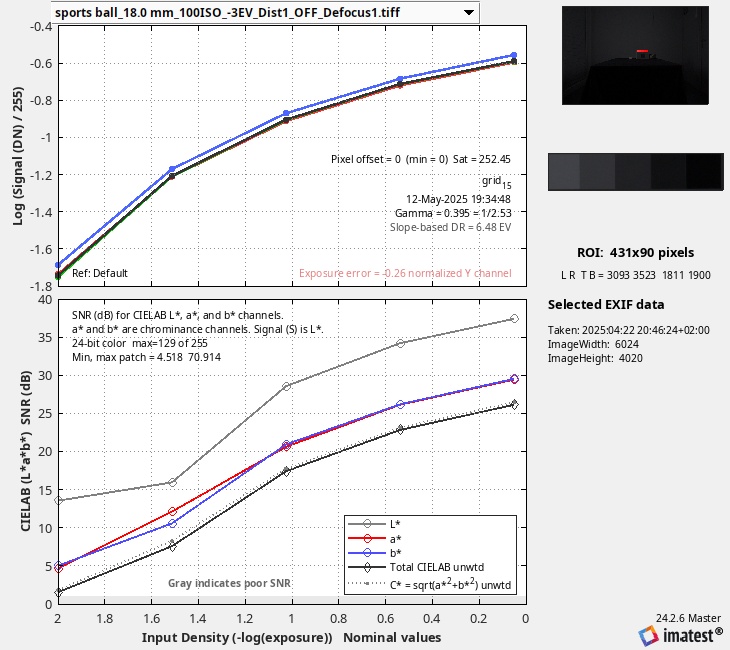 sports ball_18.0 mm_100ISO_-3EV_Dist1_OFF_Defocus1.tiff
-0.4
-0.6
-0.8
-1
-1.2
-1.4
-1.6
-1.8
Log (Signal (DN) / 255)
Pixel offset = 0 (min = 0) Sat = 252.45
grid15
12-May-2025 19:34:48
Gamma = 0.395 = 1/2.53
Slope-based DR = 6.48 EV
Ref: Default
Exposure error = -0.26 normalized Y channel
ROI: 431x90 pixels
L R T B = 3093 3523 1811 1900
Selected EXIF data
Taken: 2025:04:22 20:46:24+02:00
ImageWidth: 6024
ImageHeight: 4020
40
35
30
25
20
15
10
5
0
CIELAB (L*a*b*) SNR (dB)
SNR (dB) for CIELAB L*, a*, and b* channels.
a* and b* are chrominance channels. Signal (S) is L*.
24-bit color max=129 of 255
Min, max patch = 4.518 70.914
L*
a*
b*
Total CIELAB unwtd
C* = sqrt(a*2+b*2) unwtd
Gray indicates poor SNR
2 1.8 1.6 1.4 1.2 1 0.8 0.6 0.4 0.2 0
Input Density (-log(exposure)) Nominal values
24.2.6 Master
imatest®